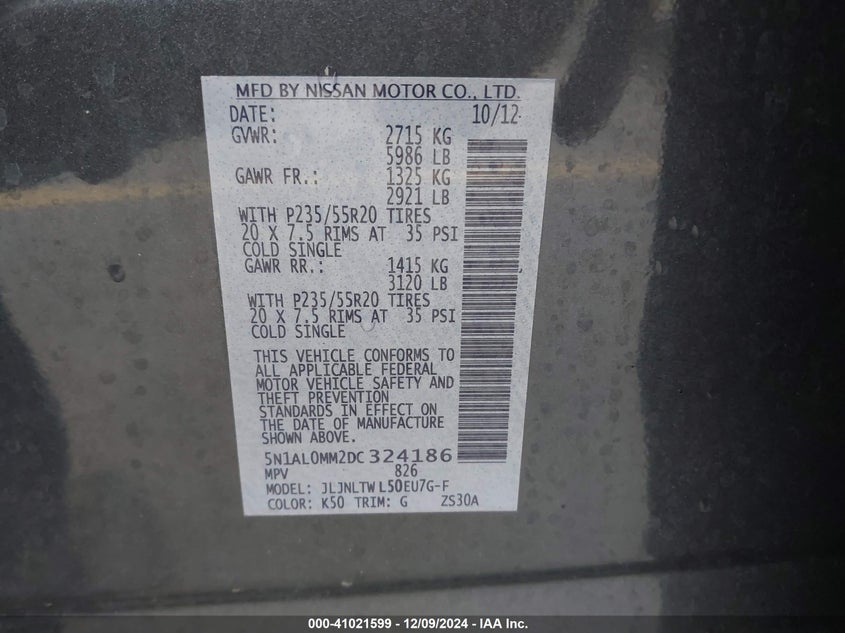 MFD BY NISSAN MOTOR CO., LTD.
DATE: 10/12
GVWR: 2715 KG
5986 LB
GAWR FR.: 1325 KG
2921 LB
WITH P235/55R20 TIRES
20 X 7.5 RIMS AT 35 PSI
COLD SINGLE
GAWR RR.: 1415 KG
3120 LB
WITH P235/55R20 TIRES
20 X 7.5 RIMS AT 35 PSI
COLD SINGLE
THIS VEHICLE CONFORMS TO
ALL APPLICABLE FEDERAL
MOTOR VEHICLE SAFETY AND
THEFT PREVENTION
STANDARDS IN EFFECT ON
THE DATE OF MANUFACTURE
SHOWN ABOVE.
5N1AL0MM2DC 324186
MPV 826
MODEL: JLJNLTW L50EU7G-F
COLOR: K50 TRIM: G ZS30A
000-41021599 - 12/09/2024 - IAA Inc.